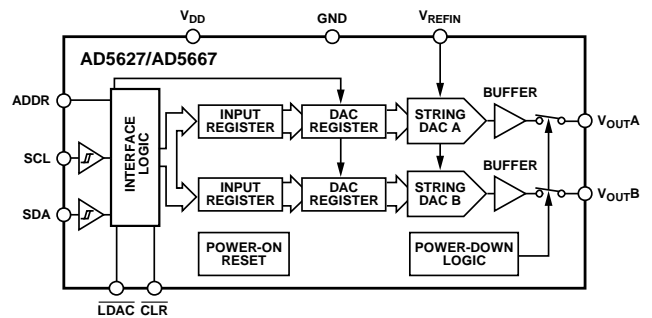 V_DD
GND
V_REFIN
AD5627/AD5667
ADDR
SCL
SDA
INTERFACE
LOGIC
INPUT
REGISTER
DAC
REGISTER
STRING
DAC A
BUFFER
V_OUTA
INPUT
REGISTER
DAC
REGISTER
STRING
DAC B
BUFFER
V_OUTB
POWER-ON
RESET
POWER-DOWN
LOGIC
LDAC
CLR